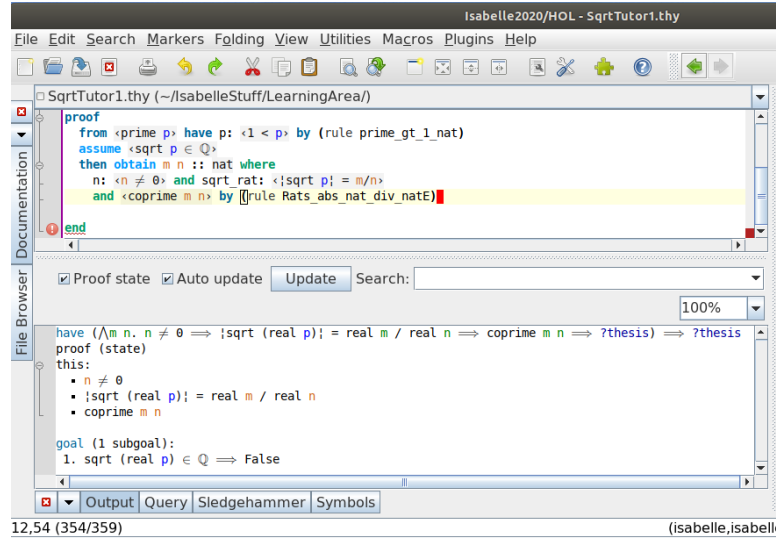 Isabelle2020/HOL - SqrtTutor1.thy
File Edit Search Markers Folding View Utilities Macros Plugins Help
SqrtTutor1.thy (~/IsabelleStuff/LearningArea/)
proof
from ‹prime p› have p: ‹1 < p› by (rule prime_gt_1_nat)
assume ‹sqrt p ∈ ℚ›
then obtain m n :: nat where
n: ‹n ≠ 0› and sqrt_rat: ‹¦sqrt p¦ = m/n›
and ‹coprime m n› by (rule Rats_abs_nat_div_natE)
end
Documentation
File Browser
Proof state Auto update Update Search:
100%
have (⋀m n. n ≠ 0 ⟹ ¦sqrt (real p)¦ = real m / real n ⟹ coprime m n ⟹ ?thesis) ⟹ ?thesis
proof (state)
this:
▪ n ≠ 0
▪ ¦sqrt (real p)¦ = real m / real n
▪ coprime m n
goal (1 subgoal):
1. sqrt (real p) ∈ ℚ ⟹ False
Output Query Sledgehammer Symbols
12,54 (354/359) (isabelle,isabell